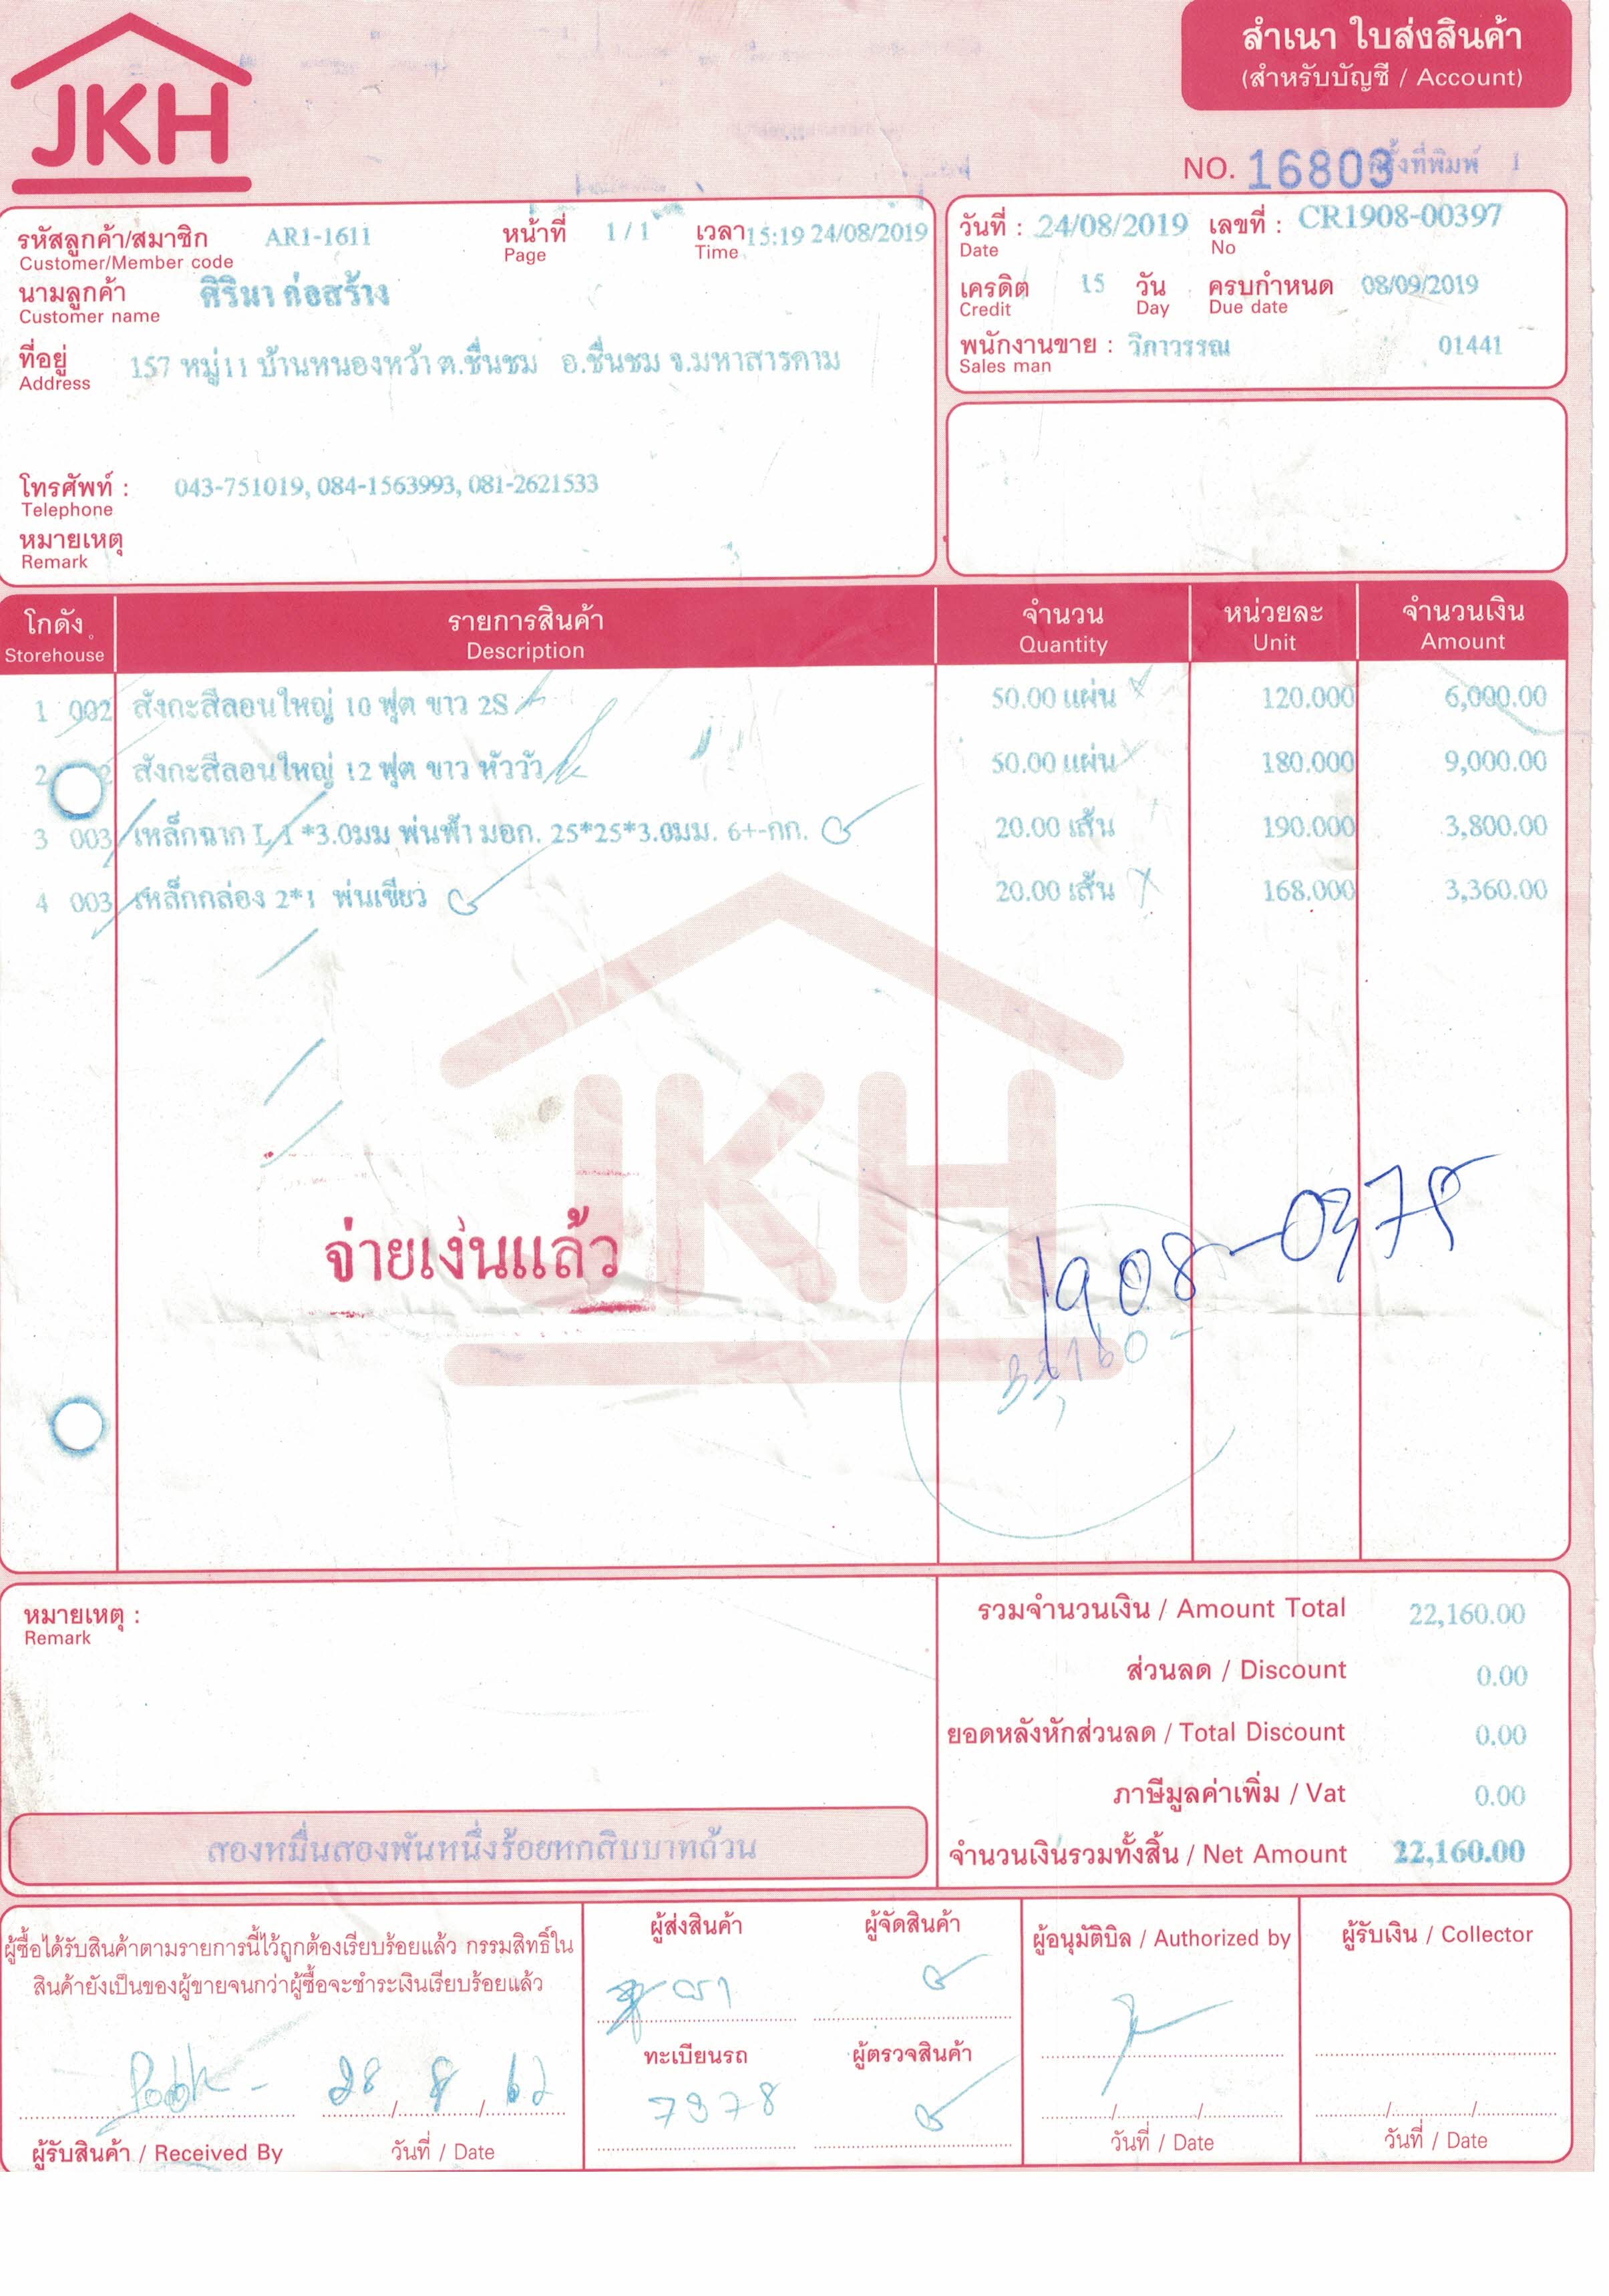 JKH
สำเนา ใบส่งสินค้า
(สำหรับบัญชี / Account)
NO. 16803 ครั้งที่พิมพ์ 1
รหัสลูกค้า/สมาชิก AR1-1611 หน้าที่ 1 / 1 เวลา 15:19 24/08/2019
Customer/Member code Page Time
นามลูกค้า ศิริมา ก่อสร้าง
Customer name
ที่อยู่ 157 หมู่11 บ้านหนองหว้า ต.ชื่นชม อ.ชื่นชม จ.มหาสารคาม
Address
โทรศัพท์ : 043-751019, 084-1563993, 081-2621533
Telephone
หมายเหตุ
Remark
วันที่ : 24/08/2019 เลขที่ : CR1908-00397
Date No
เครดิต 15 วัน ครบกำหนด 08/09/2019
Credit Day Due date
พนักงานขาย : วิภาวรรณ 01441
Sales man
โกดัง รายการสินค้า จำนวน หน่วยละ จำนวนเงิน
Storehouse Description Quantity Unit Amount
1 002 สังกะสีลอนใหญ่ 10 ฟุต ขาว 2S 50.00 แผ่น 120.000 6,000.00
2 สังกะสีลอนใหญ่ 12 ฟุต ขาว หัววัว 50.00 แผ่น 180.000 9,000.00
3 003 เหล็กฉาก L 1 *3.0มม พ่นฟ้า มอก. 25*25*3.0มม. 6+-กก. 20.00 เส้น 190.000 3,800.00
4 003 เหล็กกล่อง 2*1 พ่นเขียว 20.00 เส้น 168.000 3,360.00
จ่ายเงินแล้ว
JKH
หมายเหตุ :
Remark
รวมจำนวนเงิน / Amount Total 22,160.00
ส่วนลด / Discount 0.00
ยอดหลังหักส่วนลด / Total Discount 0.00
ภาษีมูลค่าเพิ่ม / Vat 0.00
สองหมื่นสองพันหนึ่งร้อยหกสิบบาทถ้วน
จำนวนเงินรวมทั้งสิ้น / Net Amount 22,160.00
ผู้ซื้อได้รับสินค้าตามรายการนี้ไว้ถูกต้องเรียบร้อยแล้ว กรรมสิทธิ์ใน
สินค้ายังเป็นของผู้ขายจนกว่าผู้ซื้อจะชำระเงินเรียบร้อยแล้ว
28 / 8 / 62
ผู้รับสินค้า / Received By วันที่ / Date
ผู้ส่งสินค้า ผู้จัดสินค้า
ทะเบียนรถ ผู้ตรวจสินค้า
7378
ผู้อนุมัติบิล / Authorized by
วันที่ / Date
ผู้รับเงิน / Collector
วันที่ / Date